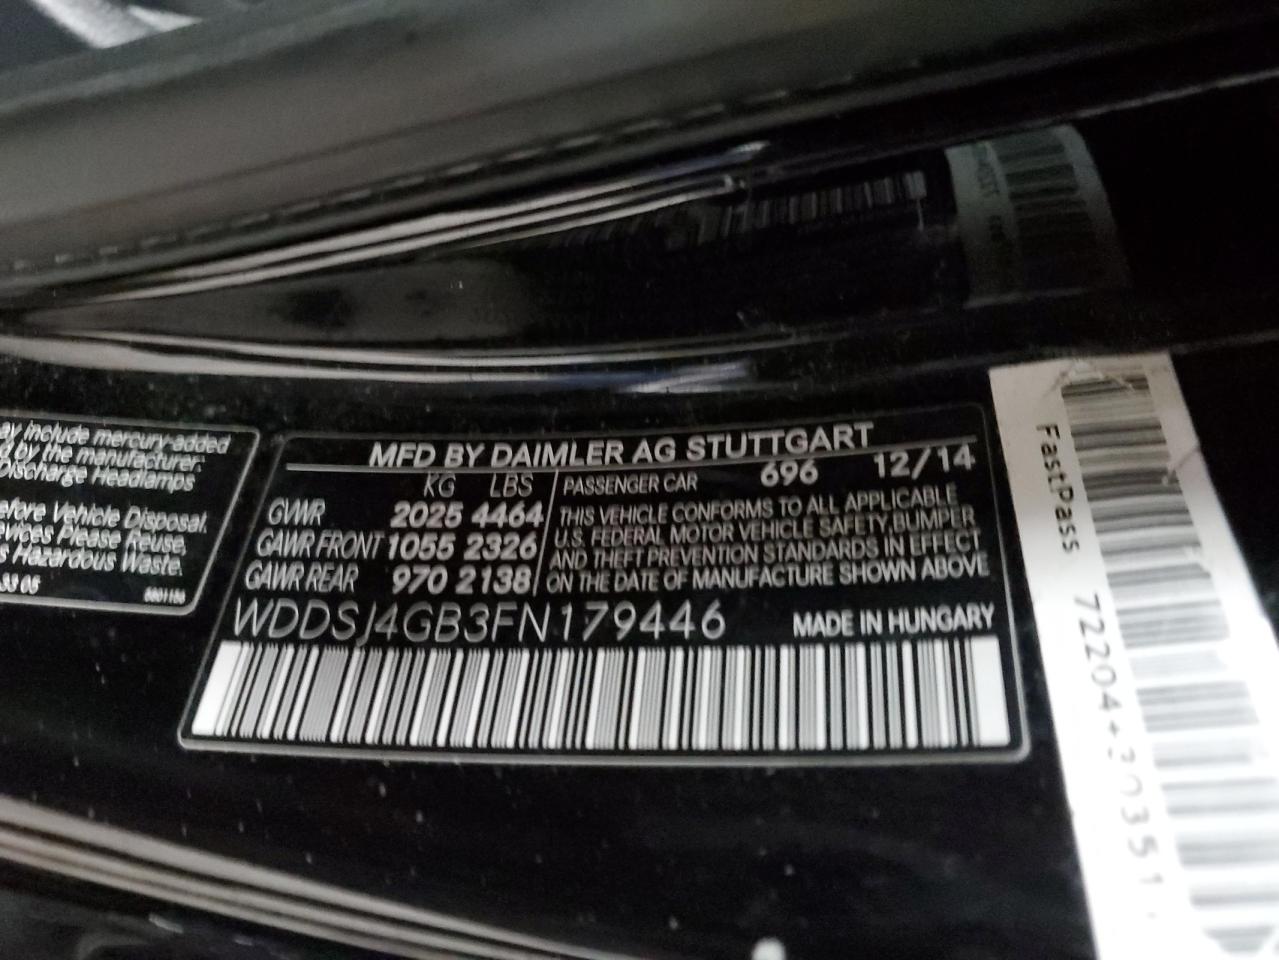 ay include mercury-added
d by the manufacturer.
Discharge Headlamps
efore Vehicle Disposal.
evices Please Reuse,
s Hazardous Waste.
MFD BY DAIMLER AG STUTTGART
KG LBS
GVWR 2025 4464
GAWR FRONT 1055 2326
GAWR REAR 970 2138
PASSENGER CAR 696 12/14
THIS VEHICLE CONFORMS TO ALL APPLICABLE
U.S. FEDERAL MOTOR VEHICLE SAFETY, BUMPER
AND THEFT PREVENTION STANDARDS IN EFFECT
ON THE DATE OF MANUFACTURE SHOWN ABOVE
WDDSJ4GB3FN179446 MADE IN HUNGARY
FastPass